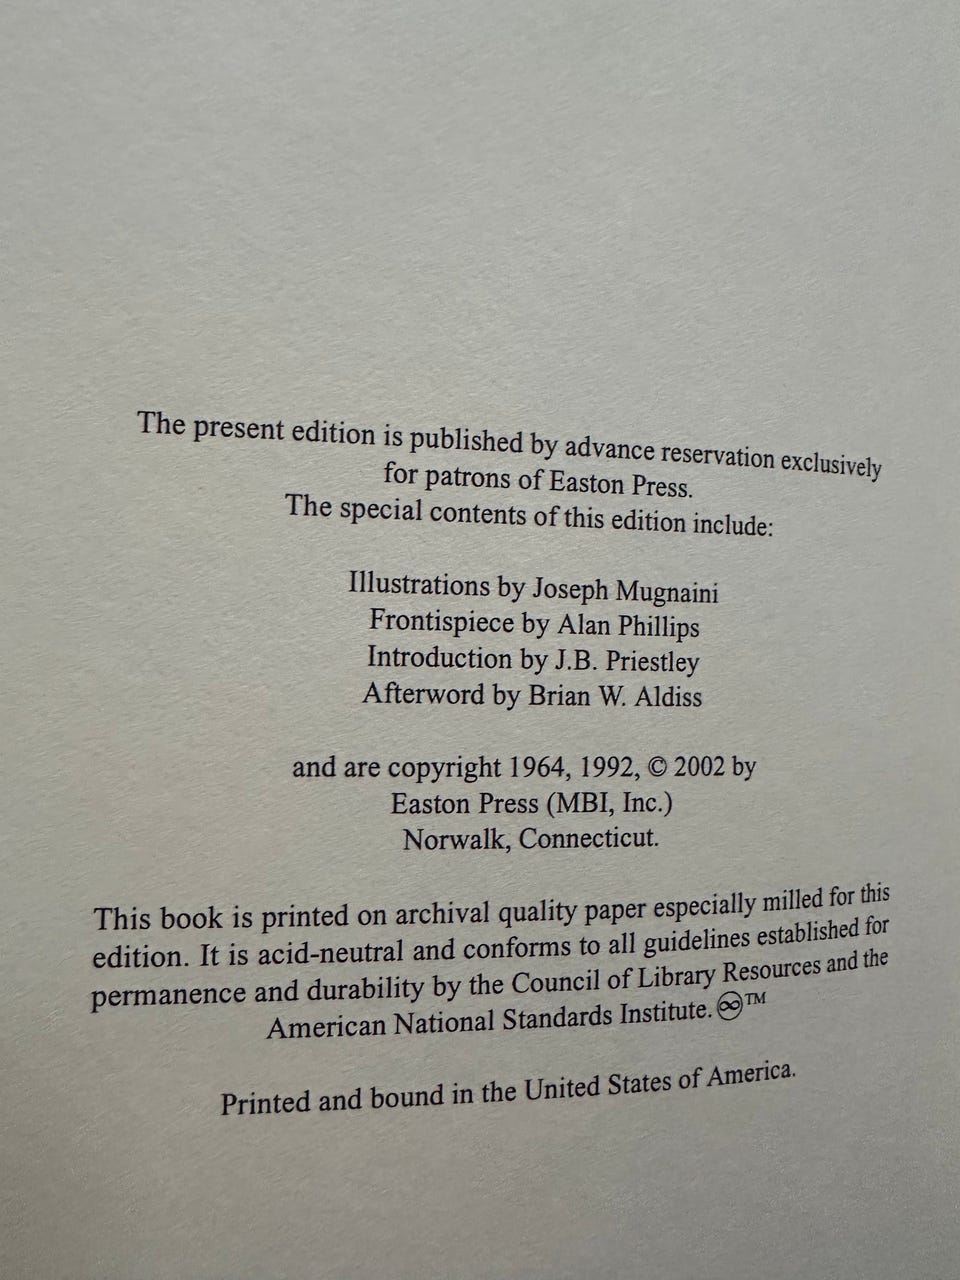 The present edition is published by advance reservation exclusively
for patrons of Easton Press.
The special contents of this edition include:
Illustrations by Joseph Mugnaini
Frontispiece by Alan Phillips
Introduction by J.B. Priestley
Afterword by Brian W. Aldiss
and are copyright 1964, 1992, © 2002 by
Easton Press (MBI, Inc.)
Norwalk, Connecticut.
This book is printed on archival quality paper especially milled for this
edition. It is acid-neutral and conforms to all guidelines established for
permanence and durability by the Council of Library Resources and the
American National Standards Institute.♾™
Printed and bound in the United States of America.